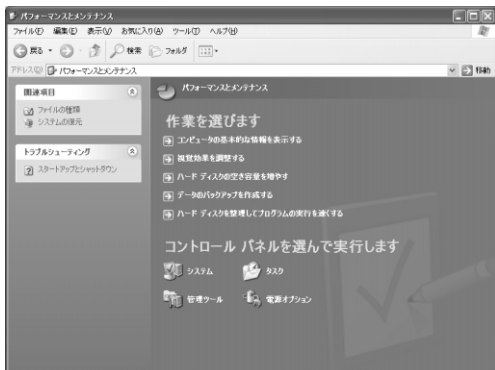 パフォーマンスとメンテナンス
ファイル(F) 編集(E) 表示(V) お気に入り(A) ツール(T) ヘルプ(H)
戻る 検索 フォルダ
アドレス(D) パフォーマンスとメンテナンス 移動
関連項目
ファイルの種類
システムの復元
トラブルシューティング
スタートアップとシャットダウン
パフォーマンスとメンテナンス
作業を選びます
コンピュータの基本的な情報を表示する
視覚効果を調整する
ハード ディスクの空き容量を増やす
データのバックアップを作成する
ハード ディスクを整理してプログラムの実行を速くする
コントロール パネルを選んで実行します
システム タスク
管理ツール 電源オプション